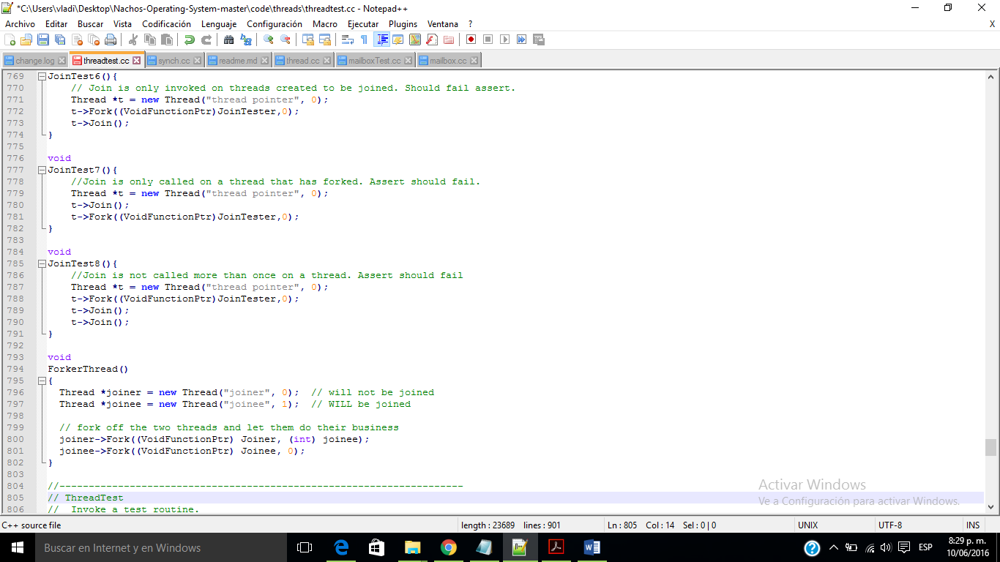 *C:\Users\vladi\Desktop\Nachos-Operating-System-master\code\threads\threadtest.cc - Notepad++
Archivo Editar Buscar Vista Codificación Lenguaje Configuración Macro Ejecutar Plugins Ventana ? X
change.log threadtest.cc synch.cc readme.md thread.cc mailboxTest.cc mailbox.cc
769 JoinTest6(){
770 // Join is only invoked on threads created to be joined. Should fail assert.
771 Thread *t = new Thread("thread pointer", 0);
772 t->Fork((VoidFunctionPtr)JoinTester,0);
773 t->Join();
774 }
775
776 void
777 JoinTest7(){
778 //Join is only called on a thread that has forked. Assert should fail.
779 Thread *t = new Thread("thread pointer", 0);
780 t->Join();
781 t->Fork((VoidFunctionPtr)JoinTester,0);
782 }
783
784 void
785 JoinTest8(){
786 //Join is not called more than once on a thread. Assert should fail
787 Thread *t = new Thread("thread pointer", 0);
788 t->Fork((VoidFunctionPtr)JoinTester,0);
789 t->Join();
790 t->Join();
791 }
792
793 void
794 ForkerThread()
795 {
796 Thread *joiner = new Thread("joiner", 0); // will not be joined
797 Thread *joinee = new Thread("joinee", 1); // WILL be joined
798
799 // fork off the two threads and let them do their business
800 joiner->Fork((VoidFunctionPtr) Joiner, (int) joinee);
801 joinee->Fork((VoidFunctionPtr) Joinee, 0);
802 }
803
804 //---------------------------------------------------------------------
805 // ThreadTest
806 // Invoke a test routine.
Activar Windows
Ve a Configuración para activar Windows.
C++ source file length : 23689 lines : 901 Ln : 805 Col : 14 Sel : 0 | 0 UNIX UTF-8 INS
Buscar en Internet y en Windows
ESP
8:29 p. m.
10/06/2016